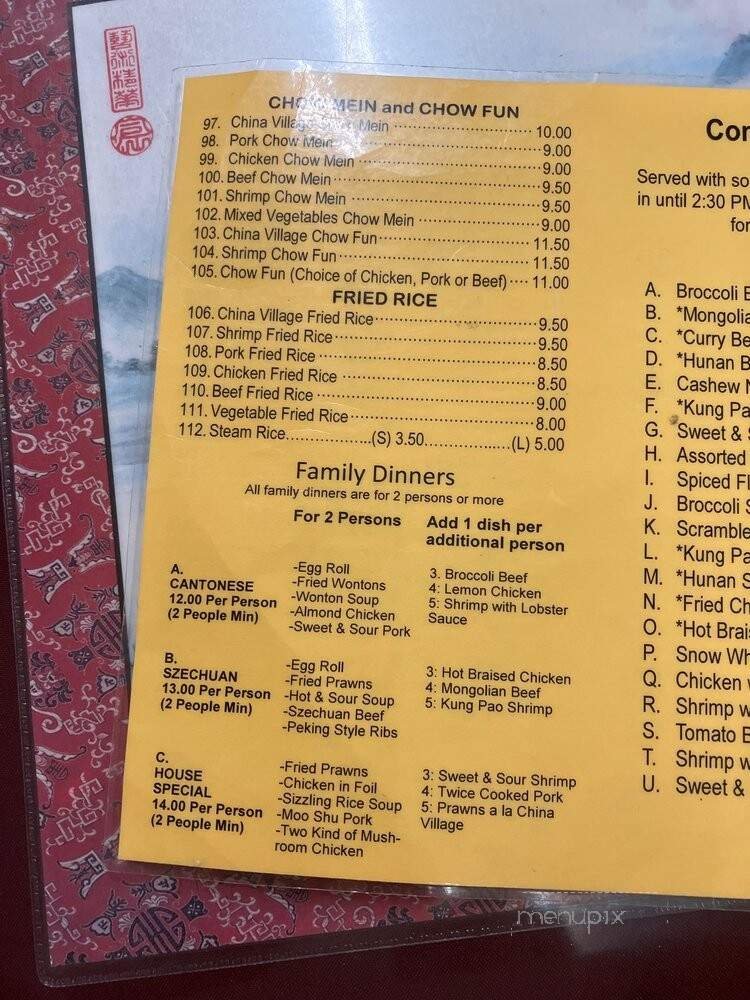 CHOW MEIN and CHOW FUN
97. China Village Chow Mein 10.00
98. Pork Chow Mein 9.00
99. Chicken Chow Mein 9.00
100. Beef Chow Mein 9.50
101. Shrimp Chow Mein 9.50
102. Mixed Vegetables Chow Mein 9.00
103. China Village Chow Fun 11.50
104. Shrimp Chow Fun 11.50
105. Chow Fun (Choice of Chicken, Pork or Beef) 11.00
FRIED RICE
106. China Village Fried Rice 9.50
107. Shrimp Fried Rice 9.50
108. Pork Fried Rice 8.50
109. Chicken Fried Rice 8.50
110. Beef Fried Rice 9.00
111. Vegetable Fried Rice 8.00
112. Steam Rice (S) 3.50 (L) 5.00
Family Dinners
All family dinners are for 2 persons or more
For 2 Persons
Add 1 dish per
additional person
A.
CANTONESE
12.00 Per Person
(2 People Min)
-Egg Roll
-Fried Wontons
-Wonton Soup
-Almond Chicken
-Sweet & Sour Pork
3. Broccoli Beef
4: Lemon Chicken
5: Shrimp with Lobster
Sauce
B.
SZECHUAN
13.00 Per Person
(2 People Min)
-Egg Roll
-Fried Prawns
-Hot & Sour Soup
-Szechuan Beef
-Peking Style Ribs
3: Hot Braised Chicken
4: Mongolian Beef
5: Kung Pao Shrimp
C.
HOUSE
SPECIAL
14.00 Per Person
(2 People Min)
-Fried Prawns
-Chicken in Foil
-Sizzling Rice Soup
-Moo Shu Pork
-Two Kind of Mush-
room Chicken
3: Sweet & Sour Shrimp
4: Twice Cooked Pork
5: Prawns a la China
Village
Served with
in until 2:30 PM
A. Broccoli
B.
C. *Curry
D. *Hunan
E. Cashew
F. *Kung
G. Sweet &
H. Assorted
I. Spiced
J. Broccoli
K.
L. *Kung
M. *Hunan
N. *Fried
O. *Hot
P. Snow
Q. Chicken
R. Shrimp
S. Tomato
T. Shrimp
U. Sweet &
menupix